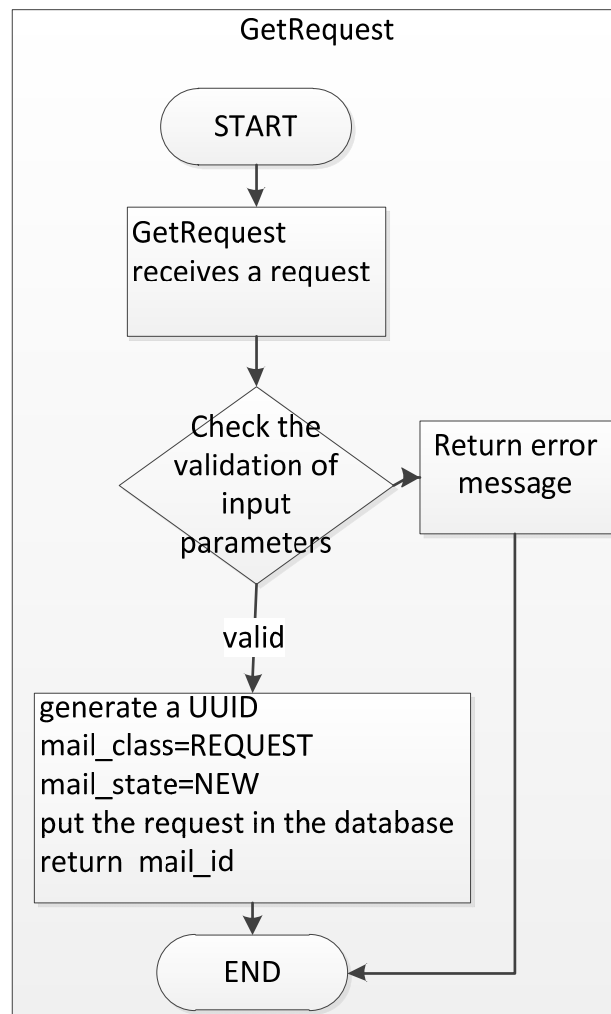 GetRequest
START
GetRequest
receives a request
Check the
validation of
input
parameters
Return error
message
valid
generate a UUID
mail_class=REQUEST
mail_state=NEW
put the request in the database
return mail_id
END